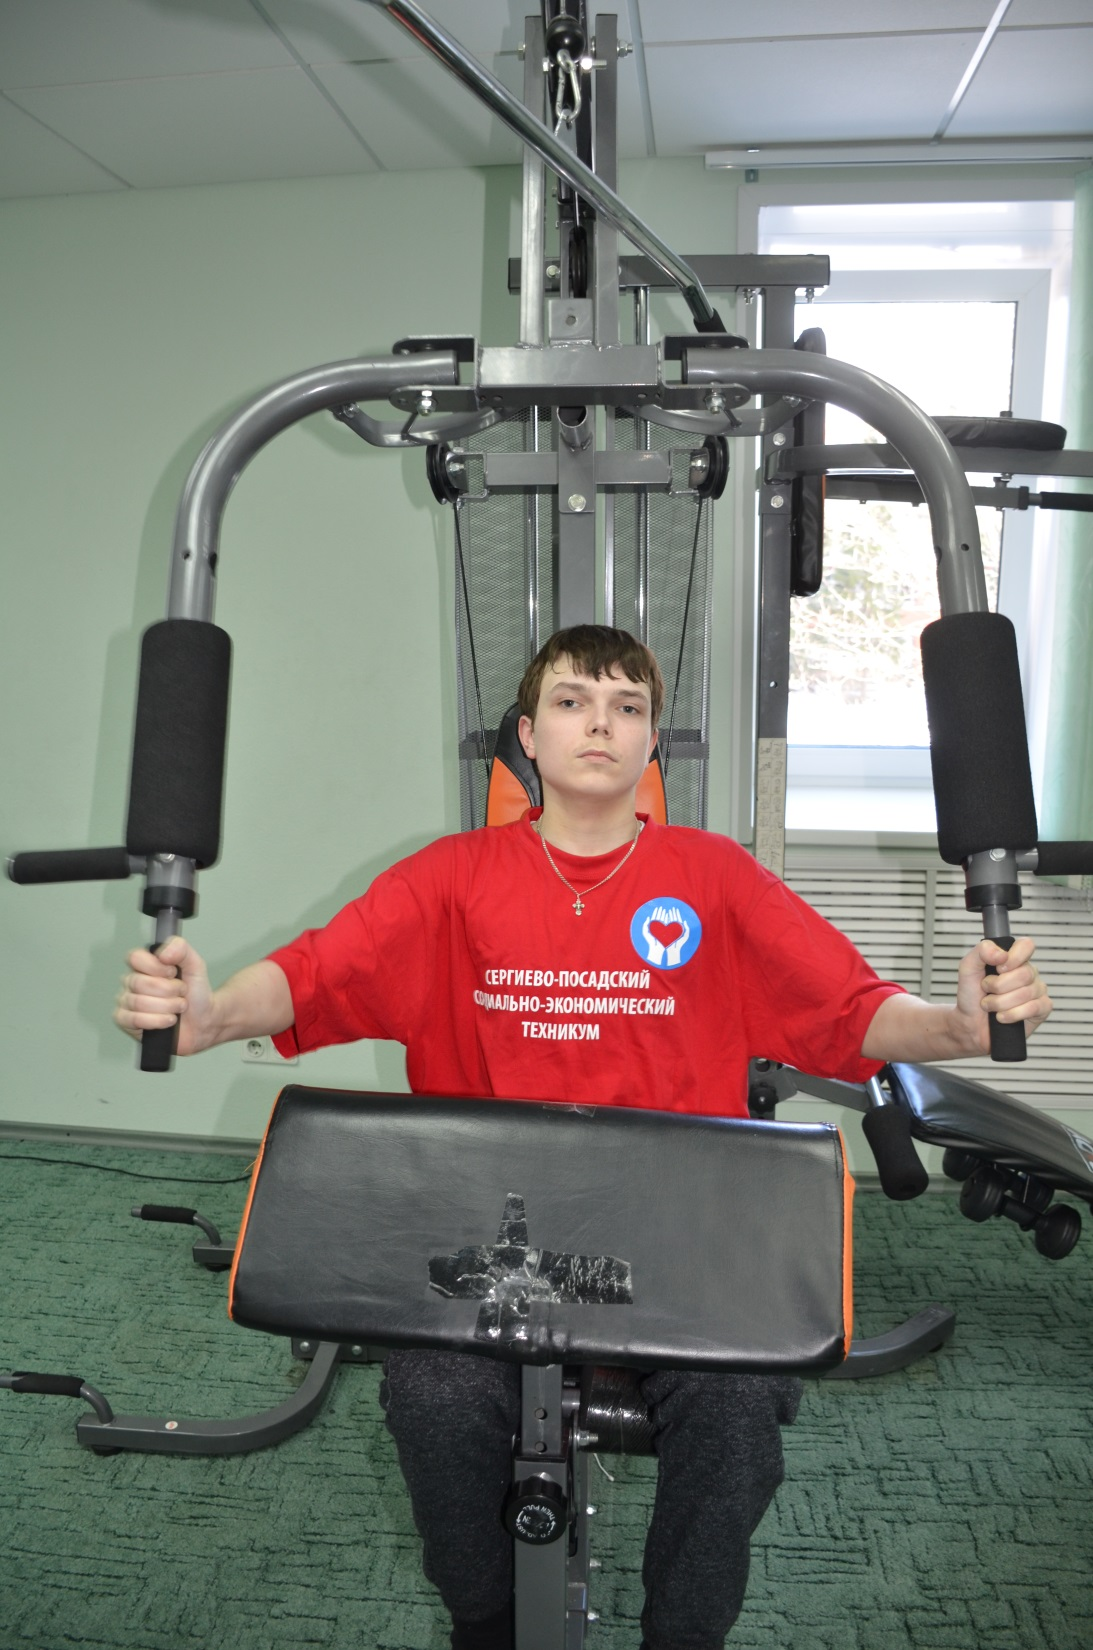 СЕРГИЕВО-ПОСАДСКИЙ
СОЦИАЛЬНО-ЭКОНОМИЧЕСКИЙ
ТЕХНИКУМ